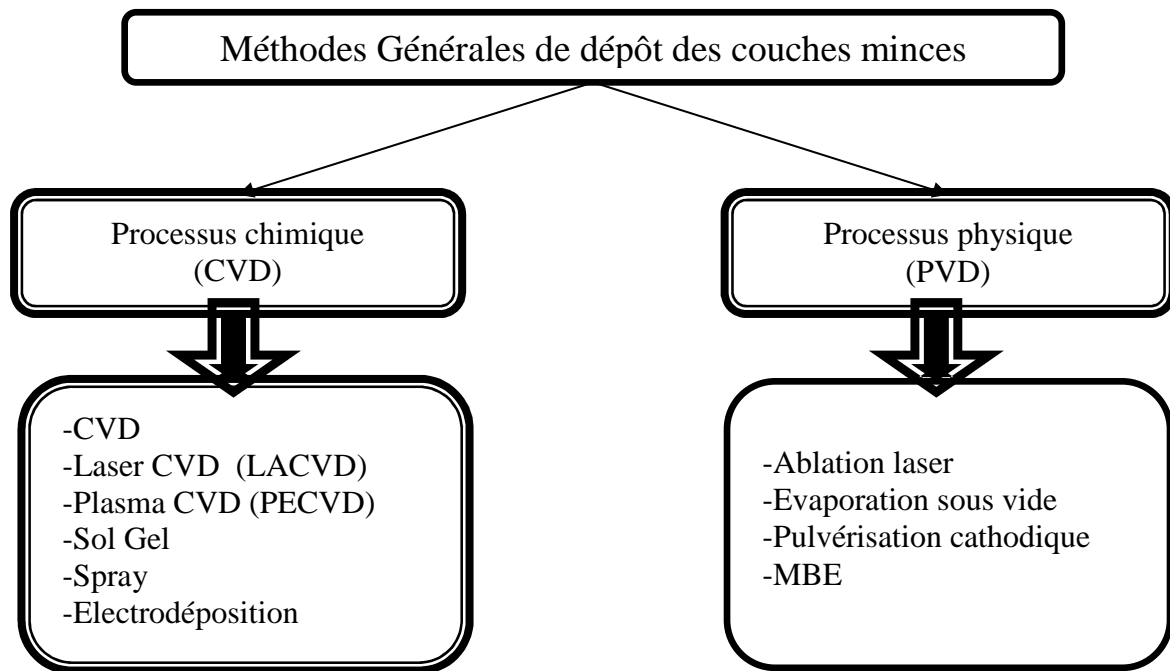 Méthodes Générales de dépôt des couches minces
Processus chimique
(CVD)
Processus physique
(PVD)
-CVD
-Laser CVD (LACVD)
-Plasma CVD (PECVD)
-Sol Gel
-Spray
-Electrodéposition
-Ablation laser
-Evaporation sous vide
-Pulvérisation cathodique
-MBE